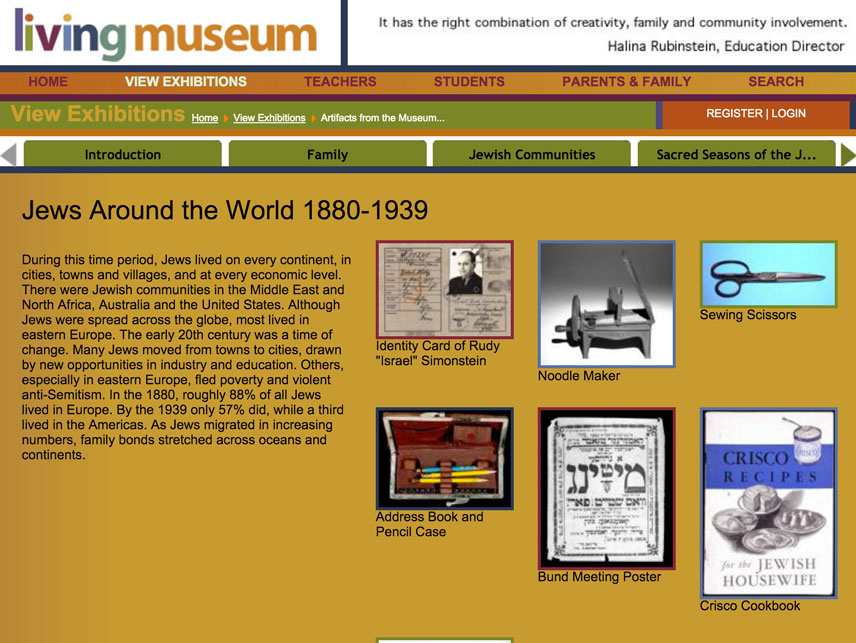 living museum
It has the right combination of creativity, family and community involvement.
Halina Rubinstein, Education Director
HOME VIEW EXHIBITIONS TEACHERS STUDENTS PARENTS & FAMILY SEARCH
View Exhibitions Home View Exhibitions Artifacts from the Museum...
REGISTER | LOGIN
Introduction Family Jewish Communities Sacred Seasons of the J...
Jews Around the World 1880-1939
During this time period, Jews lived on every continent, in
cities, towns and villages, and at every economic level.
There were Jewish communities in the Middle East and
North Africa, Australia and the United States. Although
Jews were spread across the globe, most lived in
eastern Europe. The early 20th century was a time of
change. Many Jews moved from towns to cities, drawn
by new opportunities in industry and education. Others,
especially in eastern Europe, fled poverty and violent
anti-Semitism. In the 1880, roughly 88% of all Jews
lived in Europe. By the 1939 only 57% did, while a third
lived in the Americas. As Jews migrated in increasing
numbers, family bonds stretched across oceans and
continents.
Identity Card of Rudy
"Israel" Simonstein
Noodle Maker
Sewing Scissors
Address Book and
Pencil Case
מיטינג
Bund Meeting Poster
CRISCO
RECIPES
for the JEWISH
HOUSEWIFE
Crisco Cookbook